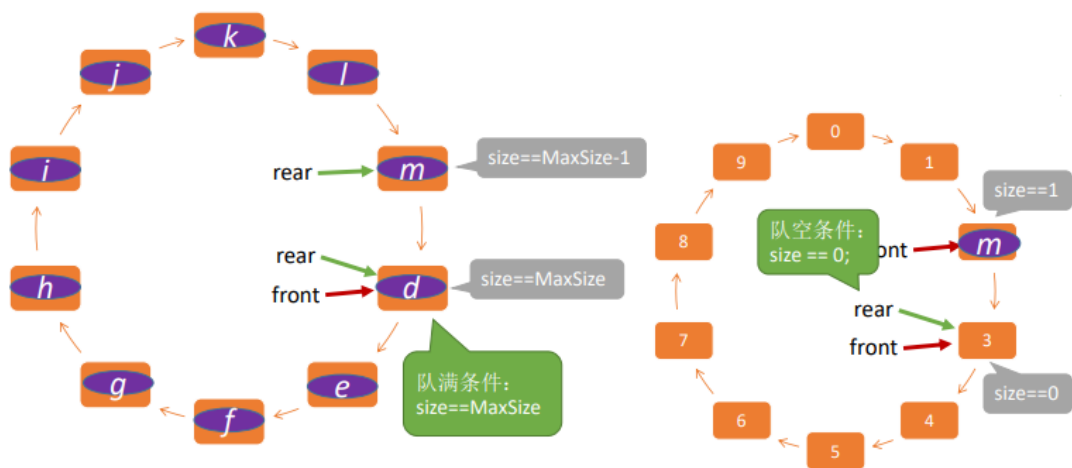 k
j
l
i
m
size==MaxSize-1
rear
h
rear
front
d
size==MaxSize
g
f
e
队满条件：
size==MaxSize
0
9
1
size==1
8
队空条件：
size == 0;
ont
m
rear
7
front
3
size==0
6
5
4